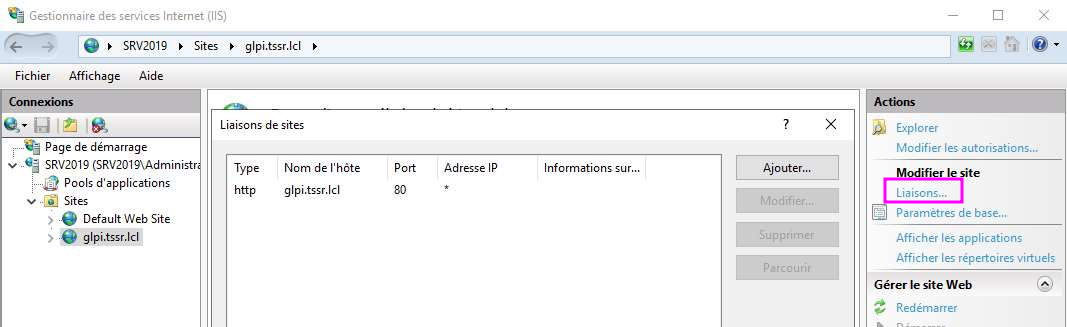 Gestionnaire des services Internet (IIS)
SRV2019 Sites glpi.tssr.lcl
Fichier Affichage Aide
Connexions
Page de démarrage
SRV2019 (SRV2019\Administra
Pools d'applications
Sites
Default Web Site
glpi.tssr.lcl
Liaisons de sites
?
Type Nom de l'hôte Port Adresse IP Informations sur...
http glpi.tssr.lcl 80 *
Ajouter...
Modifier...
Supprimer
Parcourir
Actions
Explorer
Modifier les autorisations...
Modifier le site
Liaisons...
Paramètres de base...
Afficher les applications
Afficher les répertoires virtuels
Gérer le site Web
Redémarrer
Démarrer